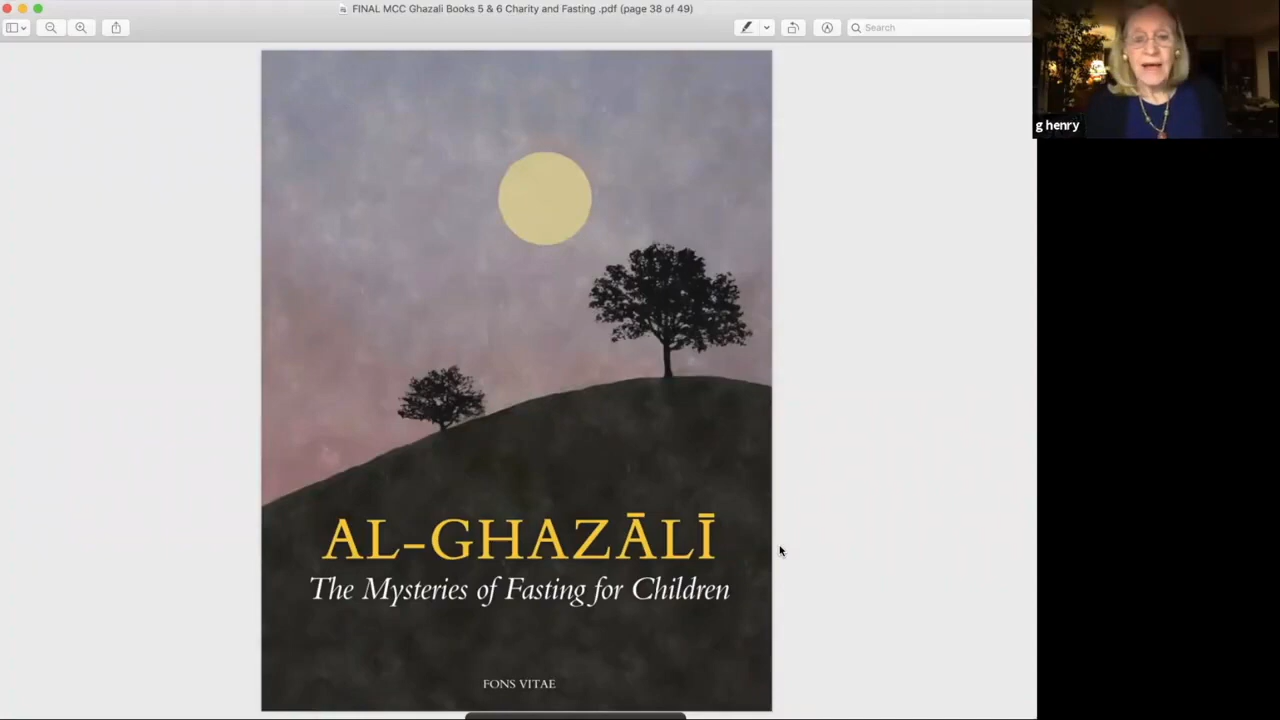 FINAL MCC Ghazali Books 5 & 6 Charity and Fasting .pdf (page 38 of 49)
Search
g henry
AL-GHAZĀLĪ
The Mysteries of Fasting for Children
FONS VITAE